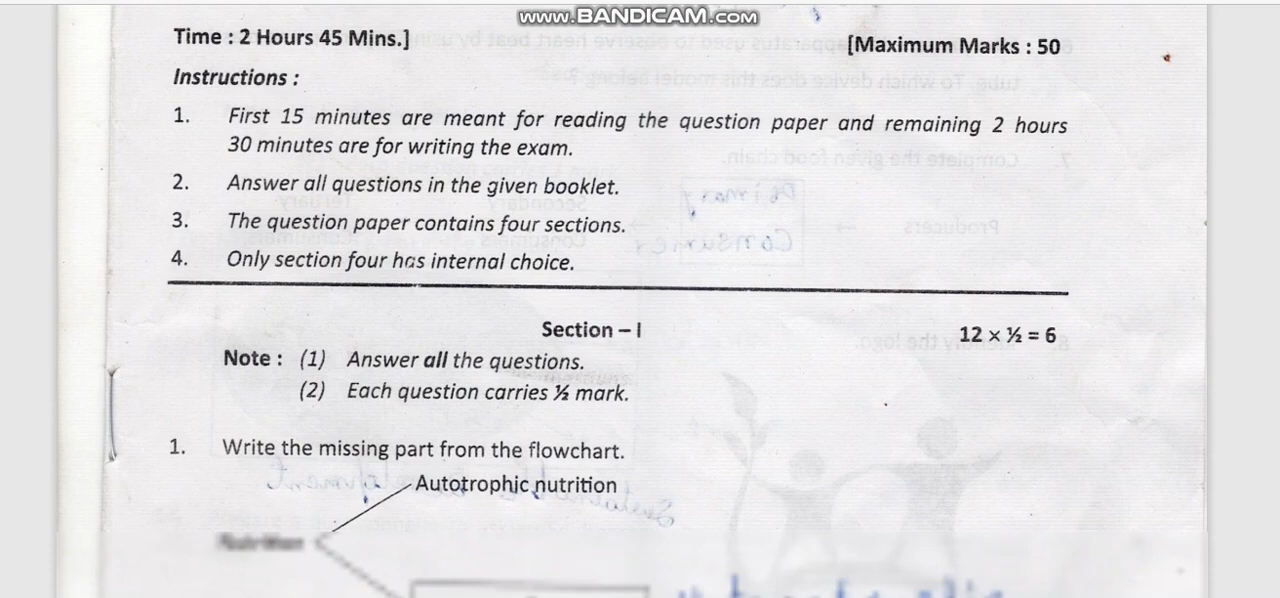 www.BANDICAM.com
Time : 2 Hours 45 Mins.] [Maximum Marks : 50
Instructions :
1. First 15 minutes are meant for reading the question paper and remaining 2 hours
30 minutes are for writing the exam.
2. Answer all questions in the given booklet.
3. The question paper contains four sections.
4. Only section four has internal choice.
Section – I 12 × ½ = 6
Note : (1) Answer all the questions.
(2) Each question carries ½ mark.
1. Write the missing part from the flowchart.
Autotrophic nutrition